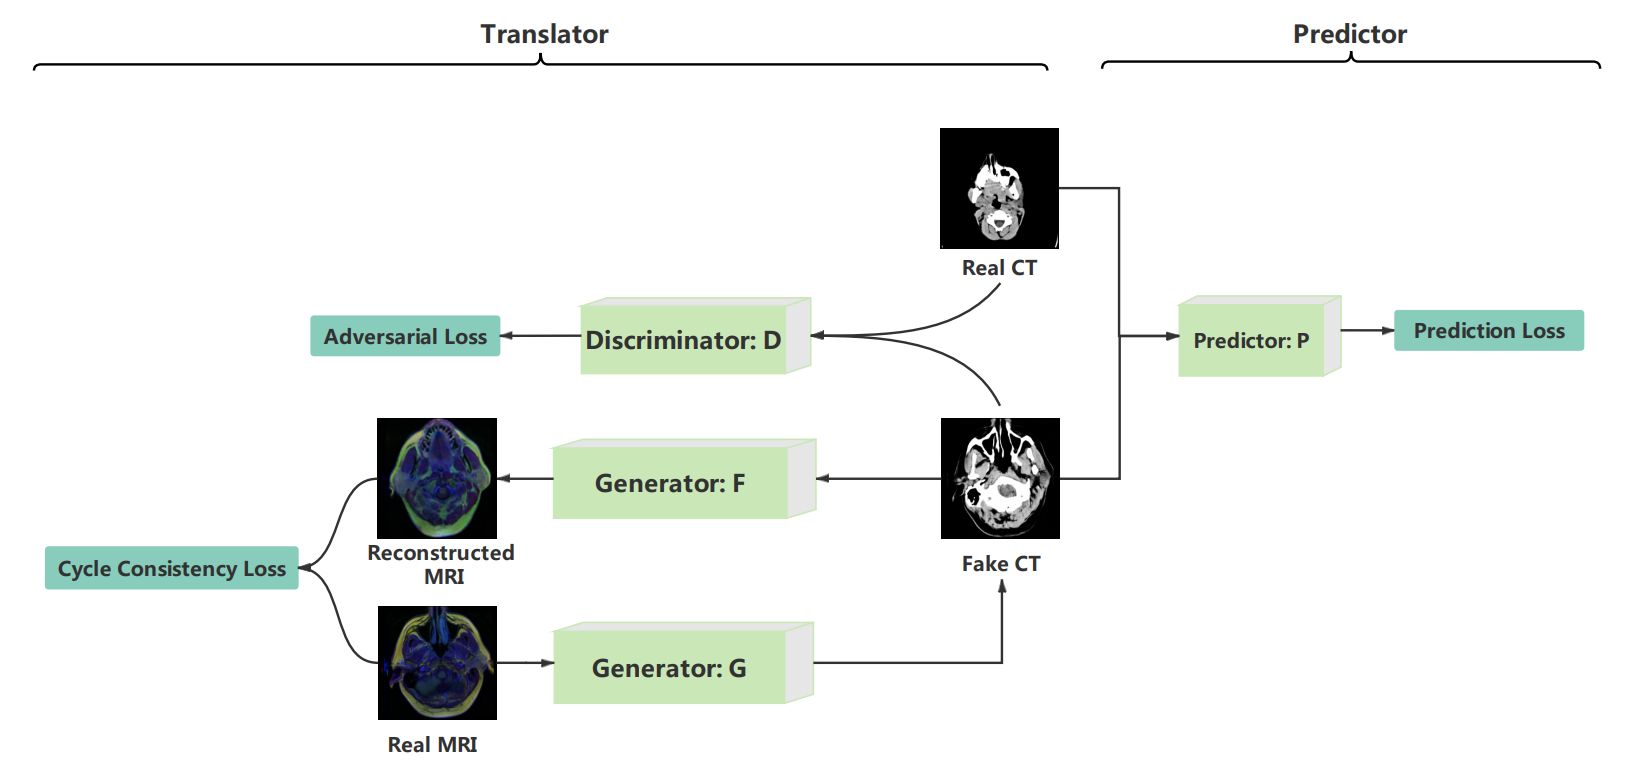 Translator
Predictor
Real CT
Adversarial Loss
Discriminator: D
Predictor: P
Prediction Loss
Generator: F
Reconstructed
MRI
Cycle Consistency Loss
Fake CT
Generator: G
Real MRI